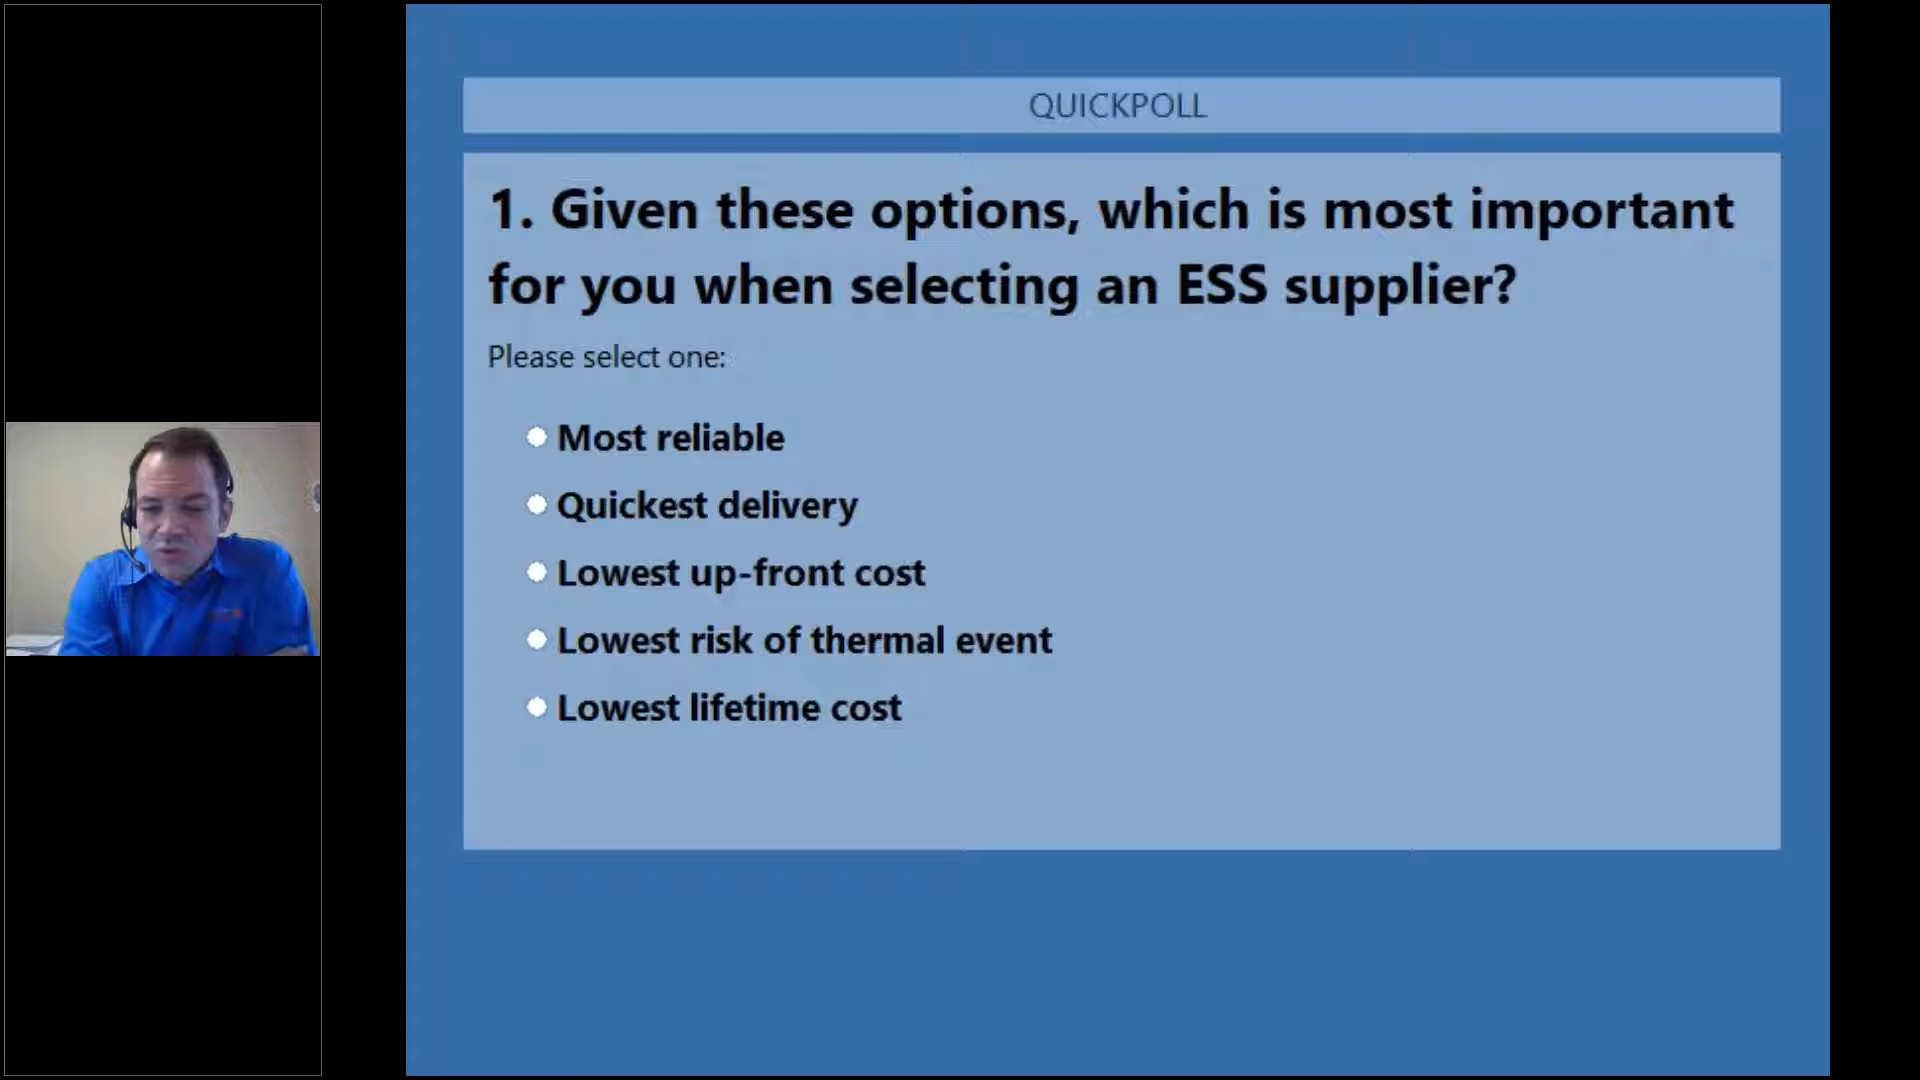 QUICKPOLL
1. Given these options, which is most important
for you when selecting an ESS supplier?
Please select one:
Most reliable
Quickest delivery
Lowest up-front cost
Lowest risk of thermal event
Lowest lifetime cost